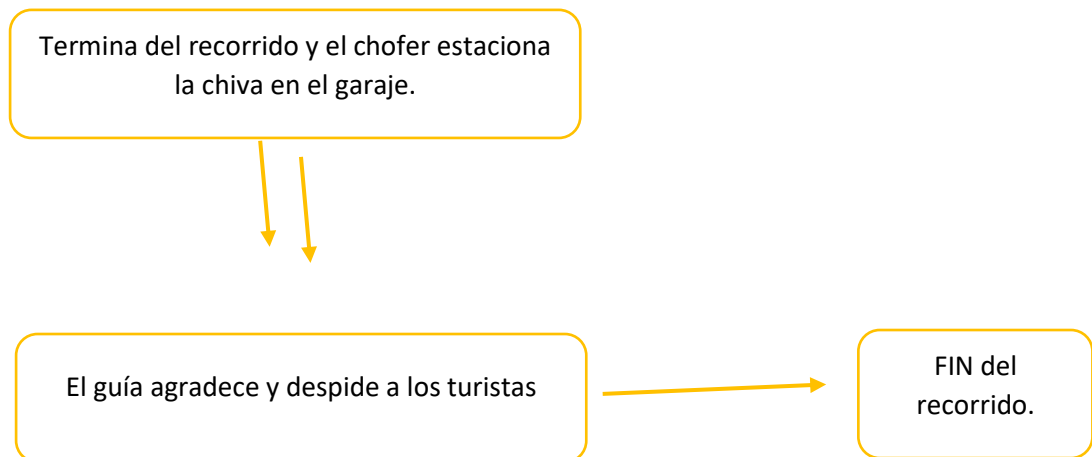 Termina del recorrido y el chofer estaciona
la chiva en el garaje.
El guía agradece y despide a los turistas
FIN del
recorrido.